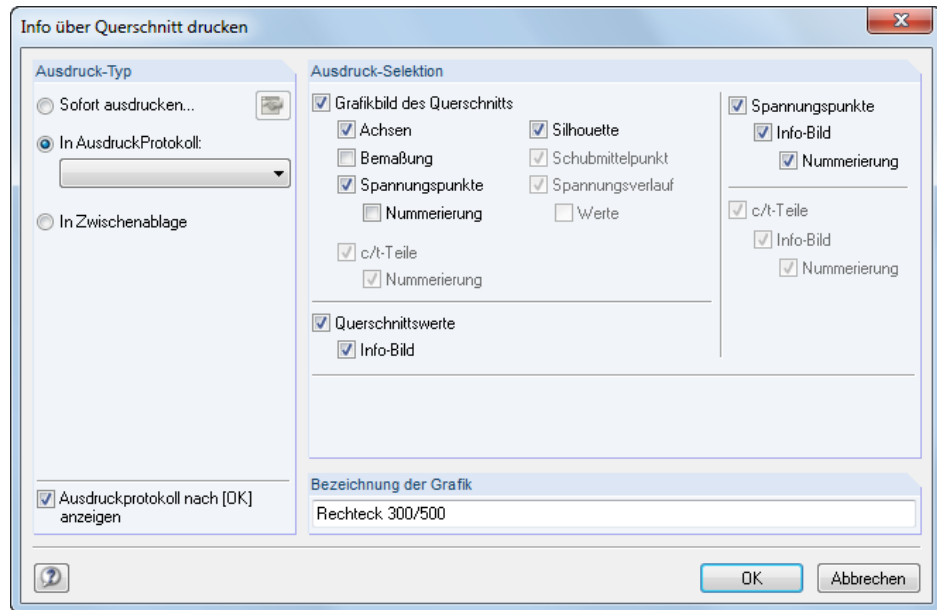 Info über Querschnitt drucken
Ausdruck-Typ
Sofort ausdrucken...
In AusdruckProtokoll:
In Zwischenablage
Ausdruckprotokoll nach [OK]
anzeigen
Ausdruck-Selektion
Grafikbild des Querschnitts
Achsen
Silhouette
Bemaßung
Schubmittelpunkt
Spannungspunkte
Spannungsverlauf
Nummerierung
Werte
c/t-Teile
Nummerierung
Querschnittswerte
Info-Bild
Spannungspunkte
Info-Bild
Nummerierung
c/t-Teile
Info-Bild
Nummerierung
Bezeichnung der Grafik
Rechteck 300/500
OK
Abbrechen